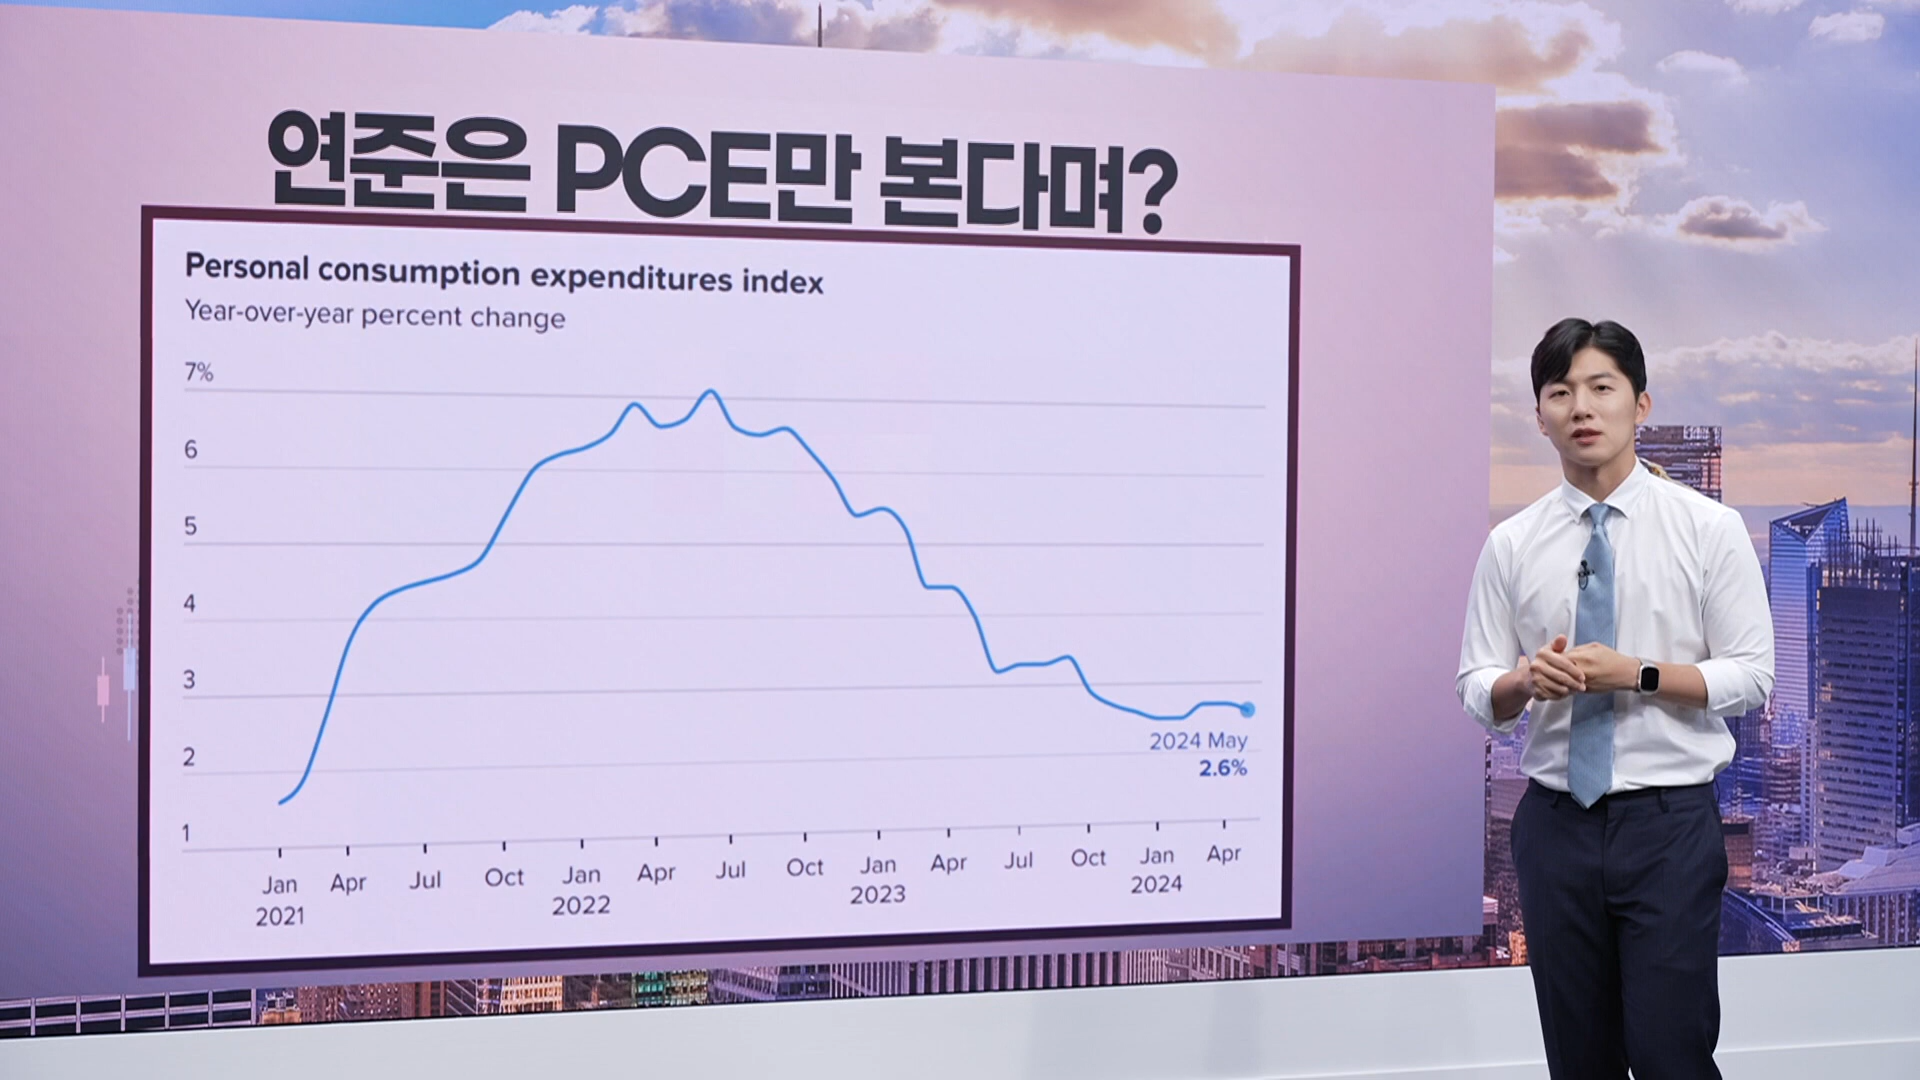 연준은 PCE만 본다며?
Personal consumption expenditures index
Year-over-year percent change
7%
6
5
4
3
2
1
2024 May
2.6%
Jan Apr Jul Oct Jan Apr Jul Oct Jan Apr Jul Oct Jan Apr
2021 2022 2023 2024